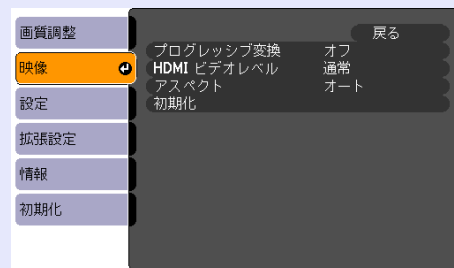 画質調整
映像
設定
拡張設定
情報
初期化
戻る
プログレッシブ変換 オフ
HDMI ビデオレベル 通常
アスペクト オート
初期化